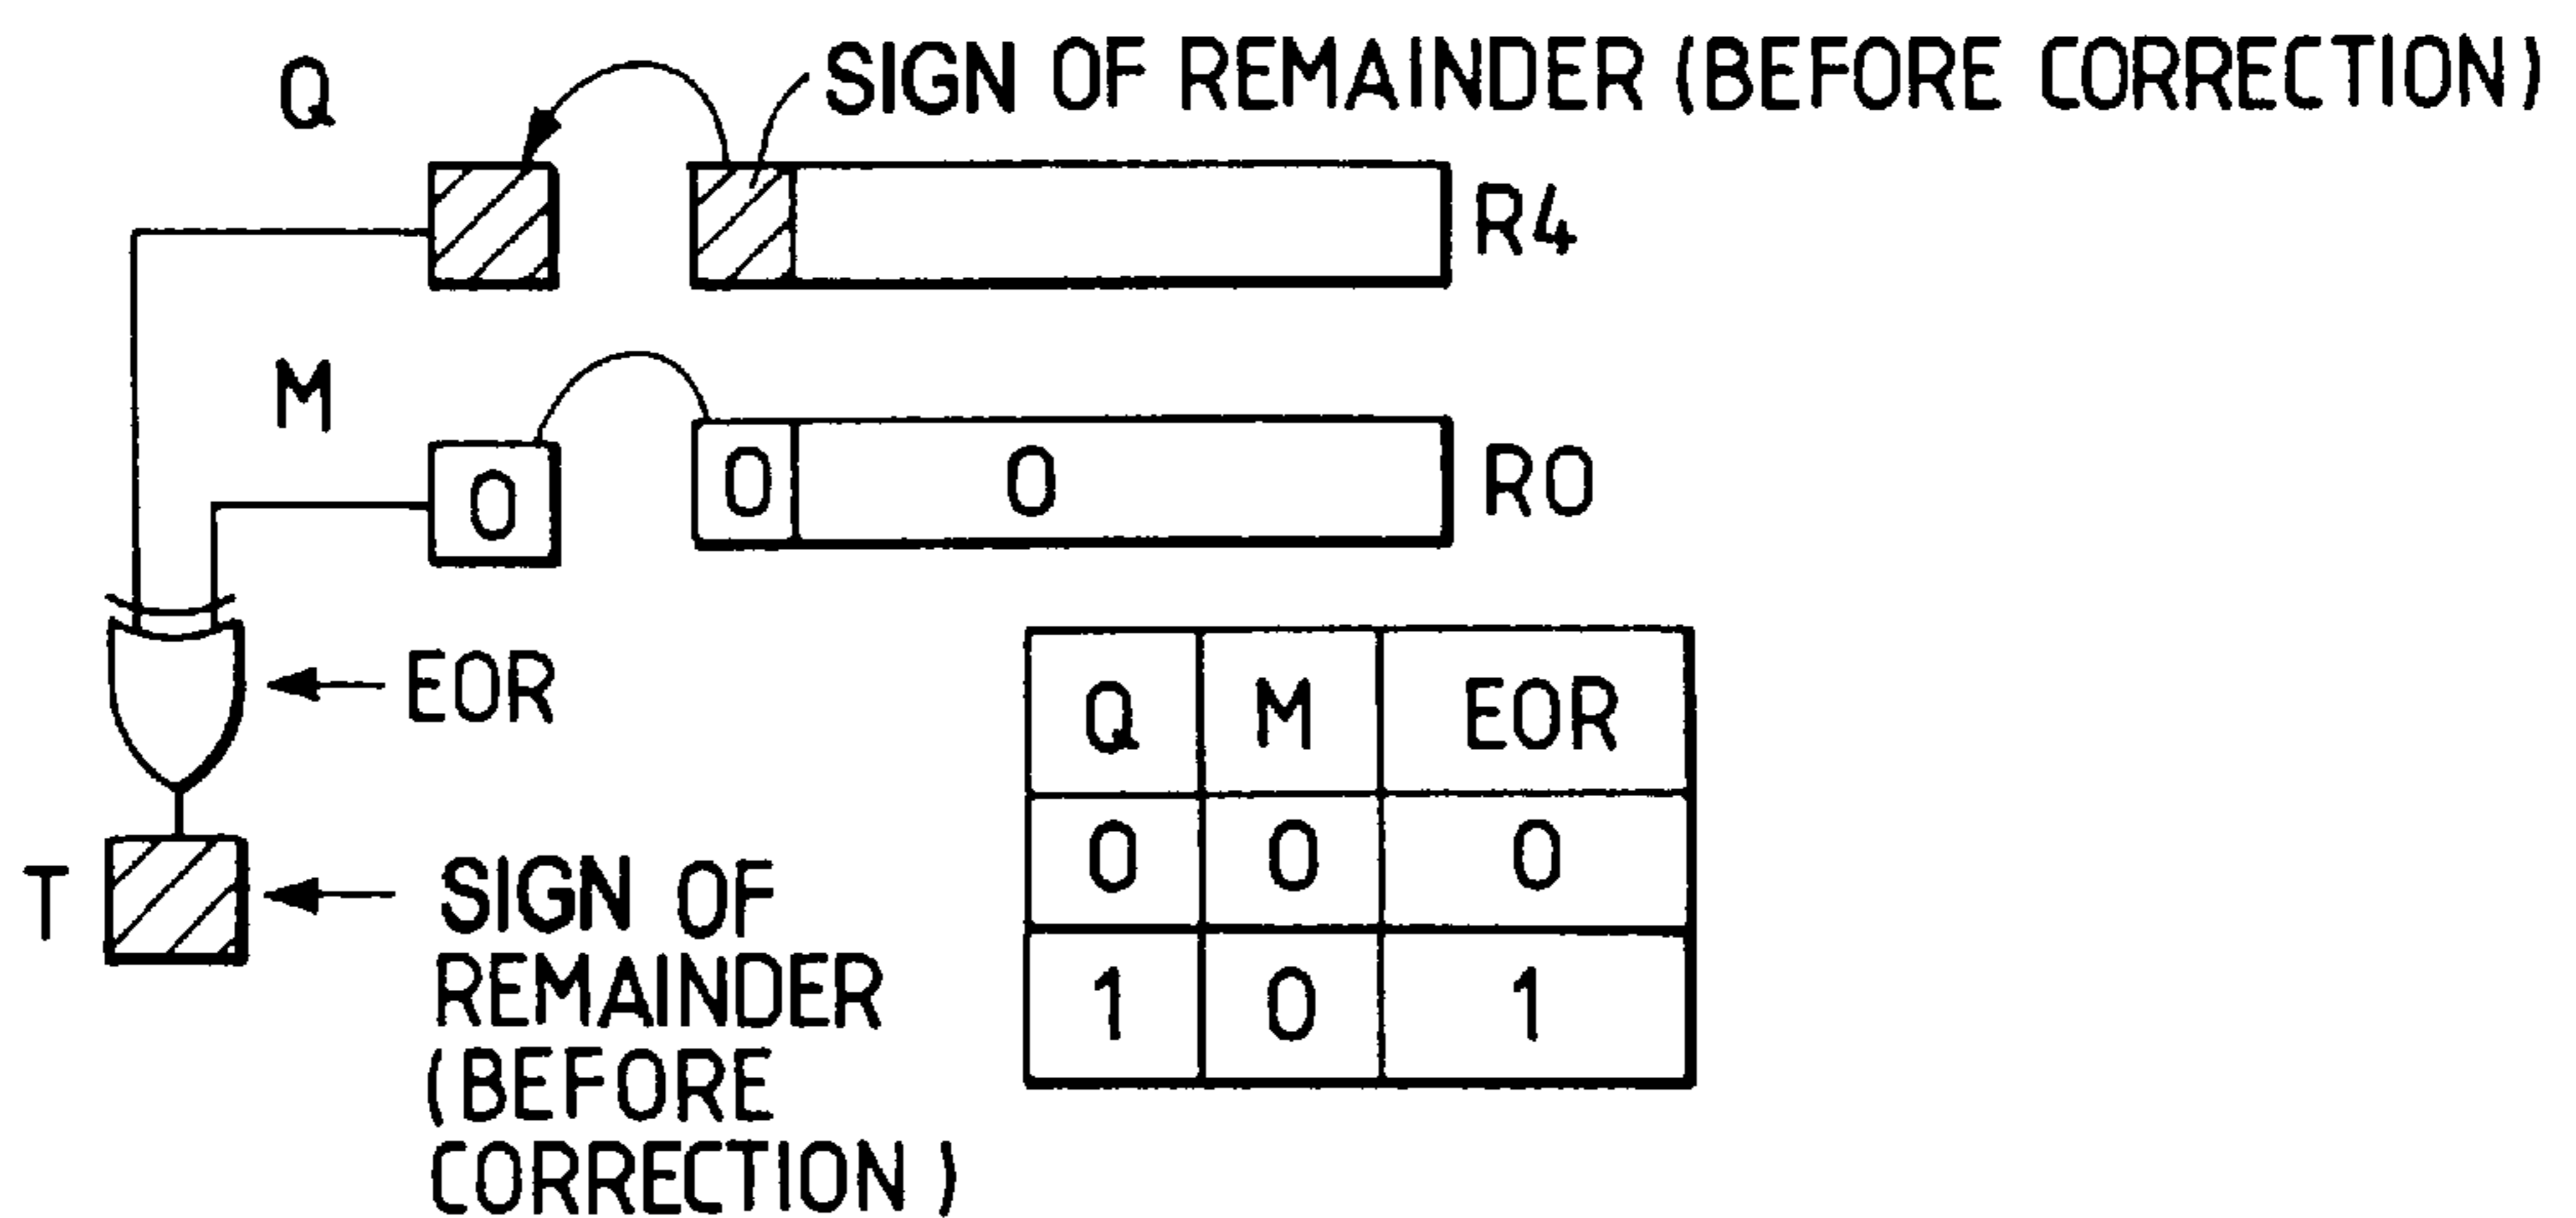 Q
SIGN OF REMAINDER (BEFORE CORRECTION)
R4
M
0
0
0
R0
EOR
T
SIGN OF
REMAINDER
(BEFORE
CORRECTION)
Q M EOR
0 0 0
1 0 1